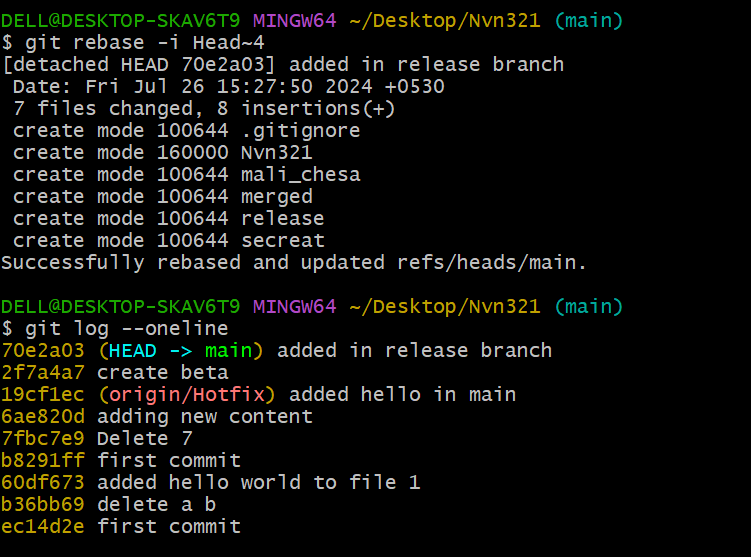 DELL@DESKTOP-SKAV6T9 MINGW64 ~/Desktop/Nvn321 (main)
$ git rebase -i Head~4
[detached HEAD 70e2a03] added in release branch
 Date: Fri Jul 26 15:27:50 2024 +0530
 7 files changed, 8 insertions(+)
 create mode 100644 .gitignore
 create mode 160000 Nvn321
 create mode 100644 mali_chesa
 create mode 100644 merged
 create mode 100644 release
 create mode 100644 secreat
Successfully rebased and updated refs/heads/main.
DELL@DESKTOP-SKAV6T9 MINGW64 ~/Desktop/Nvn321 (main)
$ git log --oneline
70e2a03 (HEAD -> main) added in release branch
2f7a4a7 create beta
19cf1ec (origin/Hotfix) added hello in main
6ae820d adding new content
7fbc7e9 Delete 7
b8291ff first commit
60df673 added hello world to file 1
b36bb69 delete a b
ec14d2e first commit